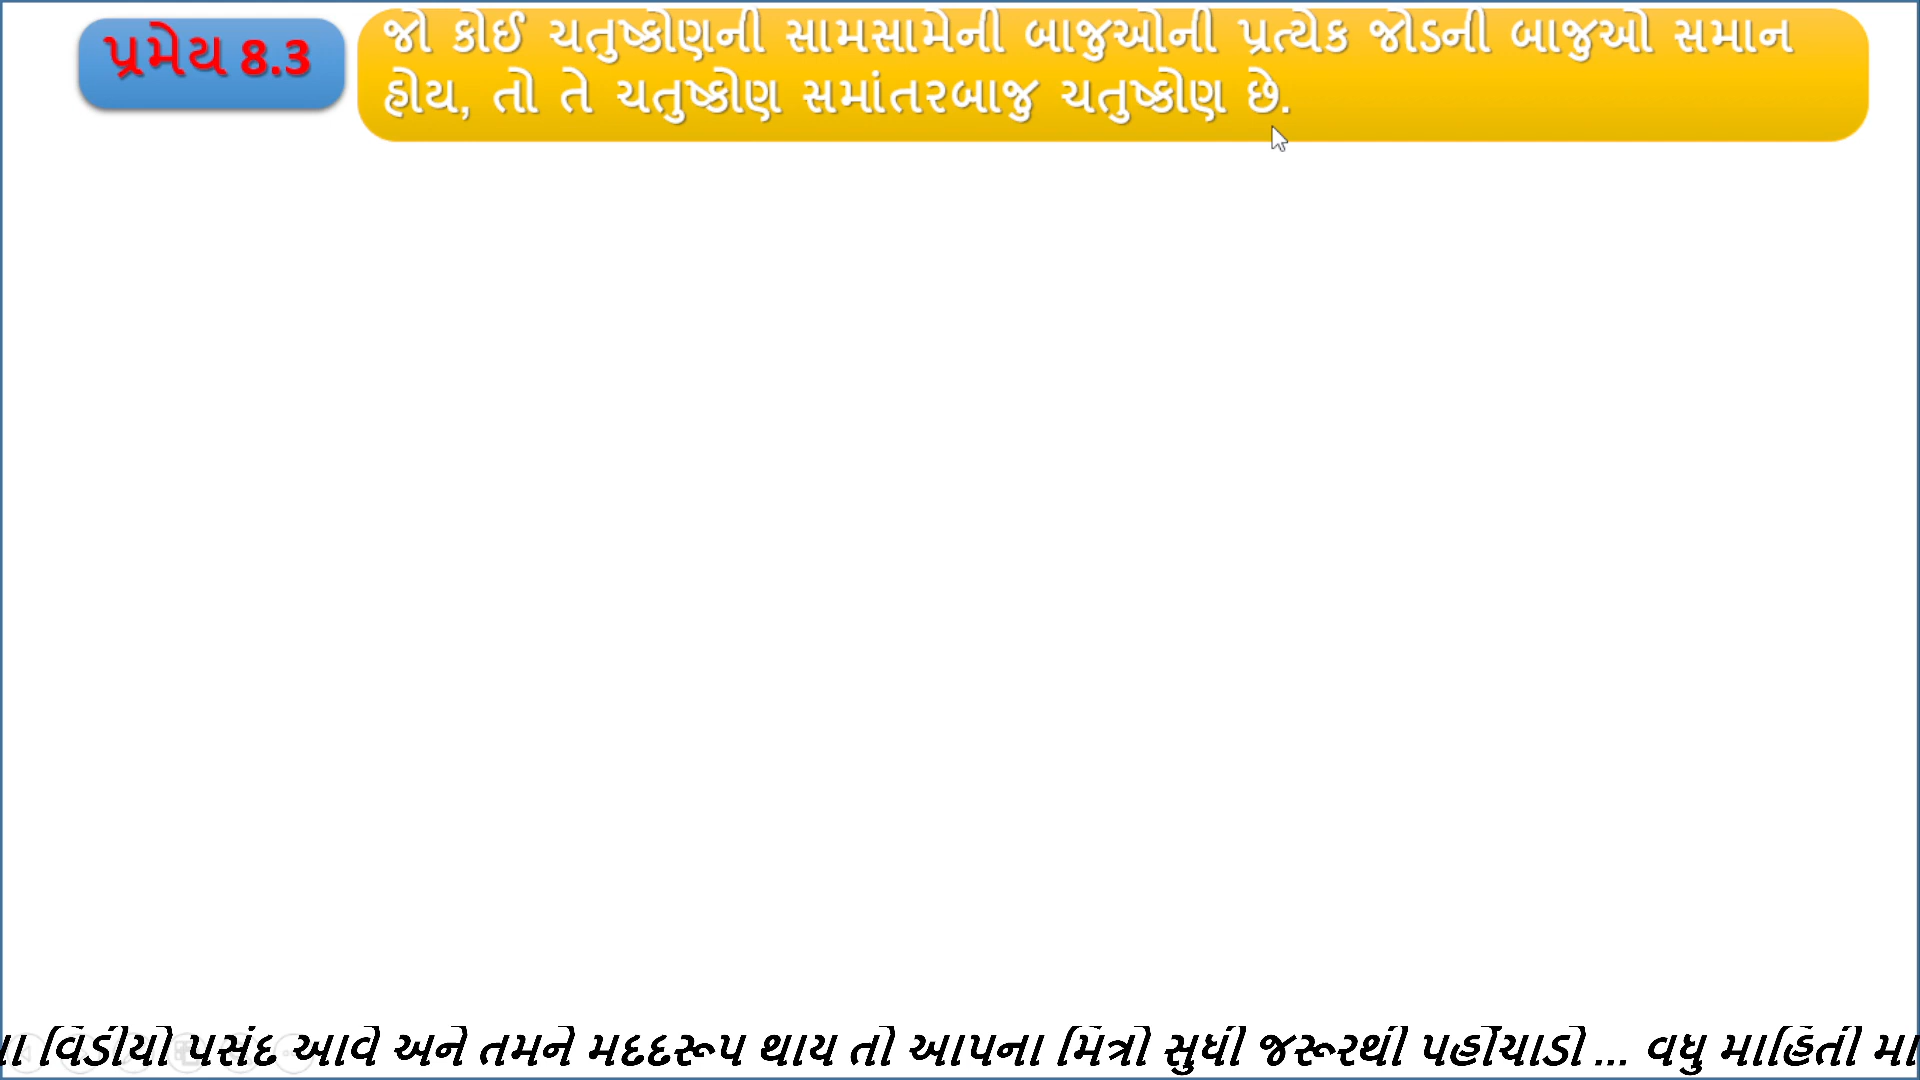 પ્રમેય 8.3
જો કોઈ ચતુષ્કોણની સામસામેની બાજુઓની પ્રત્યેક જોડની બાજુઓ સમાન
હોય, તો તે ચતુષ્કોણ સમાંતરબાજુ ચતુષ્કોણ છે.
વિડીયો પસંદ આવે અને તમને મદદરૂપ થાય તો આપના મિત્રો સુધી જરૂરથી પહોંચાડો ... વધુ માહિતી